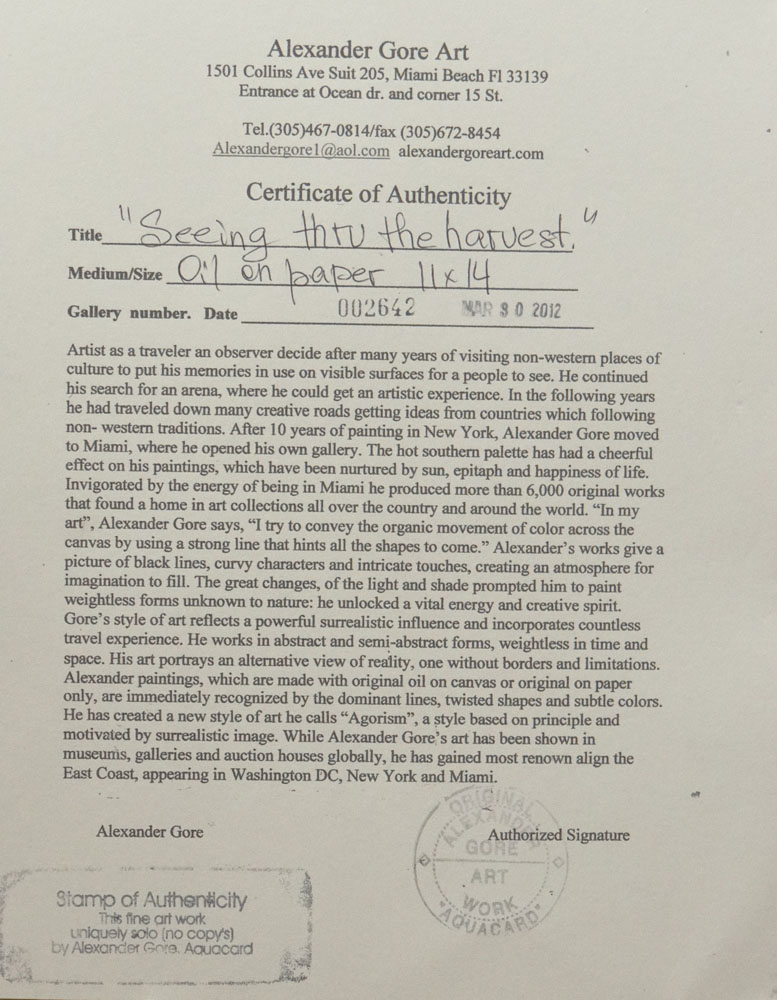 Alexander Gore Art
1501 Collins Ave Suit 205, Miami Beach Fl 33139
Entrance at Ocean dr. and corner 15 St.
Tel.(305)467-0814/fax (305)672-8454
Alexandergore1@aol.com alexandergoreart.com
Certificate of Authenticity
Title "Seeing thru the harvest."
Medium/Size Oil on paper 11x14
Gallery number. Date 002642 MAR 30 2012
Artist as a traveler an observer decide after many years of visiting non-western places of
culture to put his memories in use on visible surfaces for a people to see. He continued
his search for an arena, where he could get an artistic experience. In the following years
he had traveled down many creative roads getting ideas from countries which following
non- western traditions. After 10 years of painting in New York, Alexander Gore moved
to Miami, where he opened his own gallery. The hot southern palette has had a cheerful
effect on his paintings, which have been nurtured by sun, epitaph and happiness of life.
Invigorated by the energy of being in Miami he produced more than 6,000 original works
that found a home in art collections all over the country and around the world. “In my
art”, Alexander Gore says, “I try to convey the organic movement of color across the
canvas by using a strong line that hints all the shapes to come.” Alexander’s works give a
picture of black lines, curvy characters and intricate touches, creating an atmosphere for
imagination to fill. The great changes, of the light and shade prompted him to paint
weightless forms unknown to nature: he unlocked a vital energy and creative spirit.
Gore’s style of art reflects a powerful surrealistic influence and incorporates countless
travel experience. He works in abstract and semi-abstract forms, weightless in time and
space. His art portrays an alternative view of reality, one without borders and limitations.
Alexander paintings, which are made with original oil on canvas or original on paper
only, are immediately recognized by the dominant lines, twisted shapes and subtle colors.
He has created a new style of art he calls “Agorism”, a style based on principle and
motivated by surrealistic image. While Alexander Gore’s art has been shown in
museums, galleries and auction houses globally, he has gained most renown align the
East Coast, appearing in Washington DC, New York and Miami.
Alexander Gore
Authorized Signature
ORIGINAL
ALEXANDER
GORE
ART
WORK
AQUACARD
Stamp of Authenticity
This fine art work
uniquely solo (no copy's)
by Alexander Gore. Aquacard